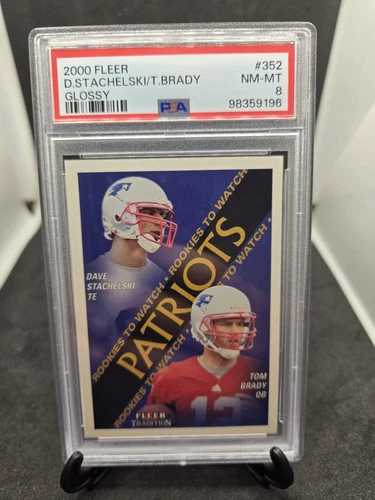 2000 FLEER #352
D.STACHELSKI/T.BRADY NM-MT
GLOSSY 8
PSA 98359196
ROOKIES TO WATCH • ROOKIES TO WATCH
PATRIOTS
ROOKIES TO WATCH • ROOKIES TO WATCH
DAVE
STACHELSKI
TE
TOM
BRADY
QB
12
FLEER
TRADITION